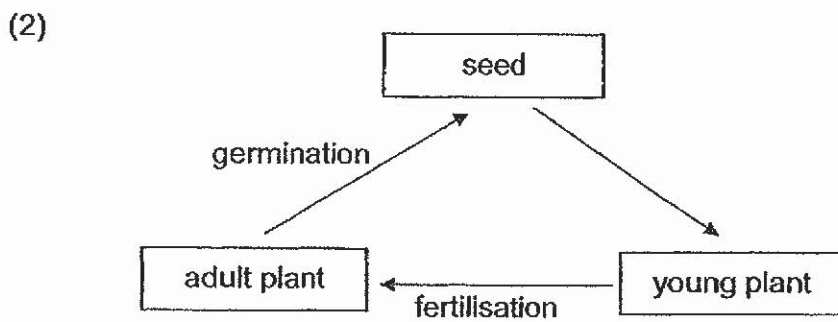 (2)
seed
germination
adult plant
fertilisation
young plant